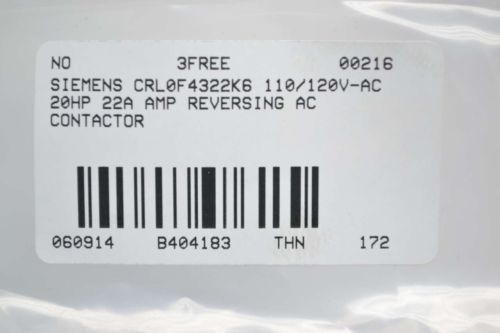 NO 3FREE 00216
SIEMENS CRL0F4322K6 110/120V-AC
20HP 22A AMP REVERSING AC
CONTACTOR
060914 B404183 THN 172